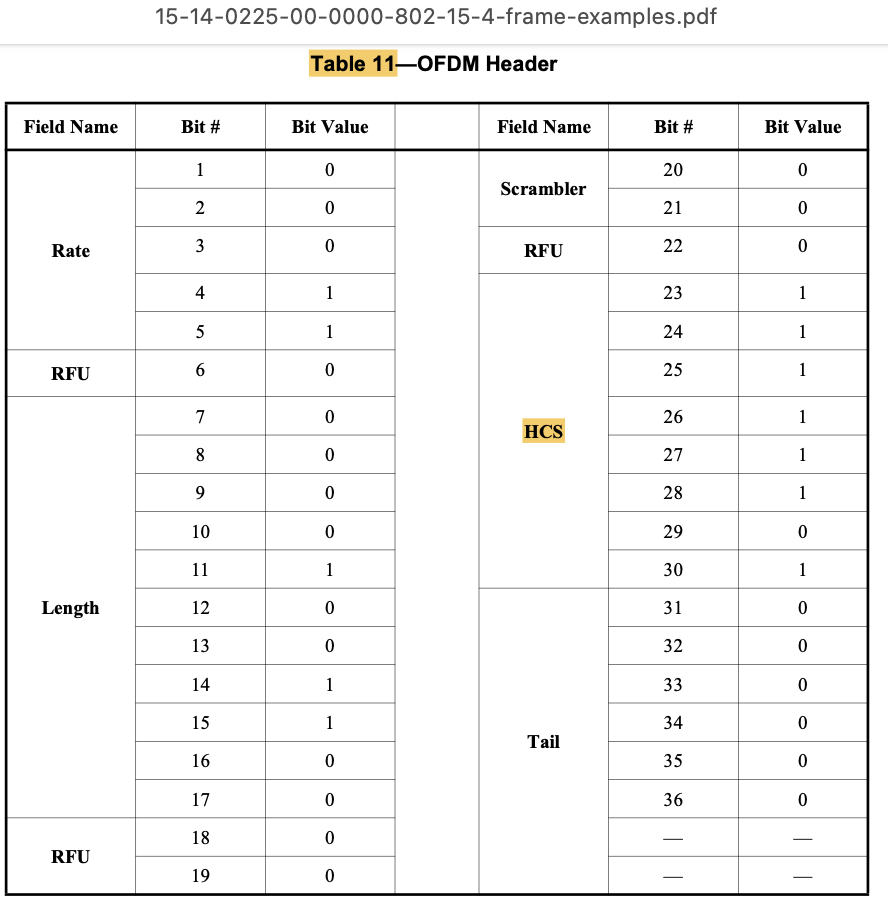 15-14-0225-00-0000-802-15-4-frame-examples.pdf
Table 11—OFDM Header
Field Name Bit # Bit Value Field Name Bit # Bit Value
Rate 1 0 Scrambler 20 0
2 0 21 0
3 0 RFU 22 0
4 1 HCS 23 1
5 1 24 1
RFU 6 0 25 1
Length 7 0 26 1
8 0 27 1
9 0 28 1
10 0 29 0
11 1 30 1
12 0 Tail 31 0
13 0 32 0
14 1 33 0
15 1 34 0
16 0 35 0
17 0 36 0
RFU 18 0 — —
19 0 — —